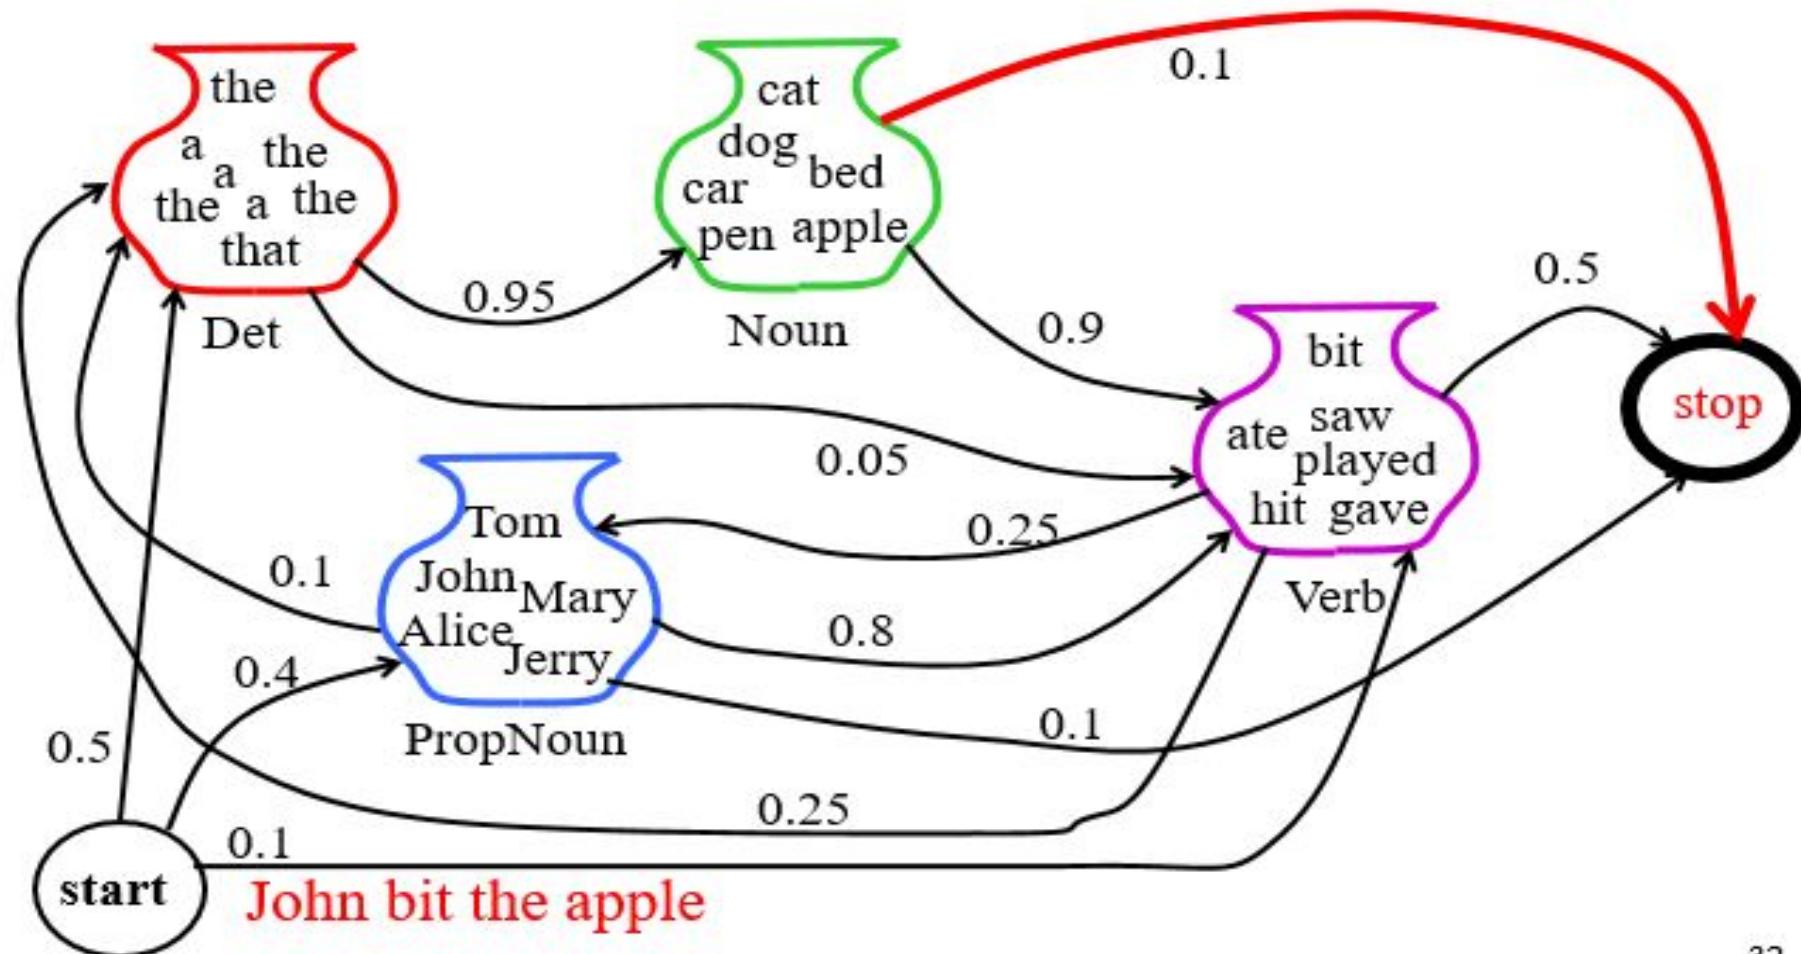 0.1
the
a a the
the a the
that
Det
0.95
cat
dog
car bed
pen apple
Noun
0.9
0.5
bit
ate saw
played
hit gave
Verb
stop
0.05
0.25
Tom
John Mary
Alice
Jerry
PropNoun
0.1
0.8
0.4
0.1
0.5
0.25
0.1
start
John bit the apple